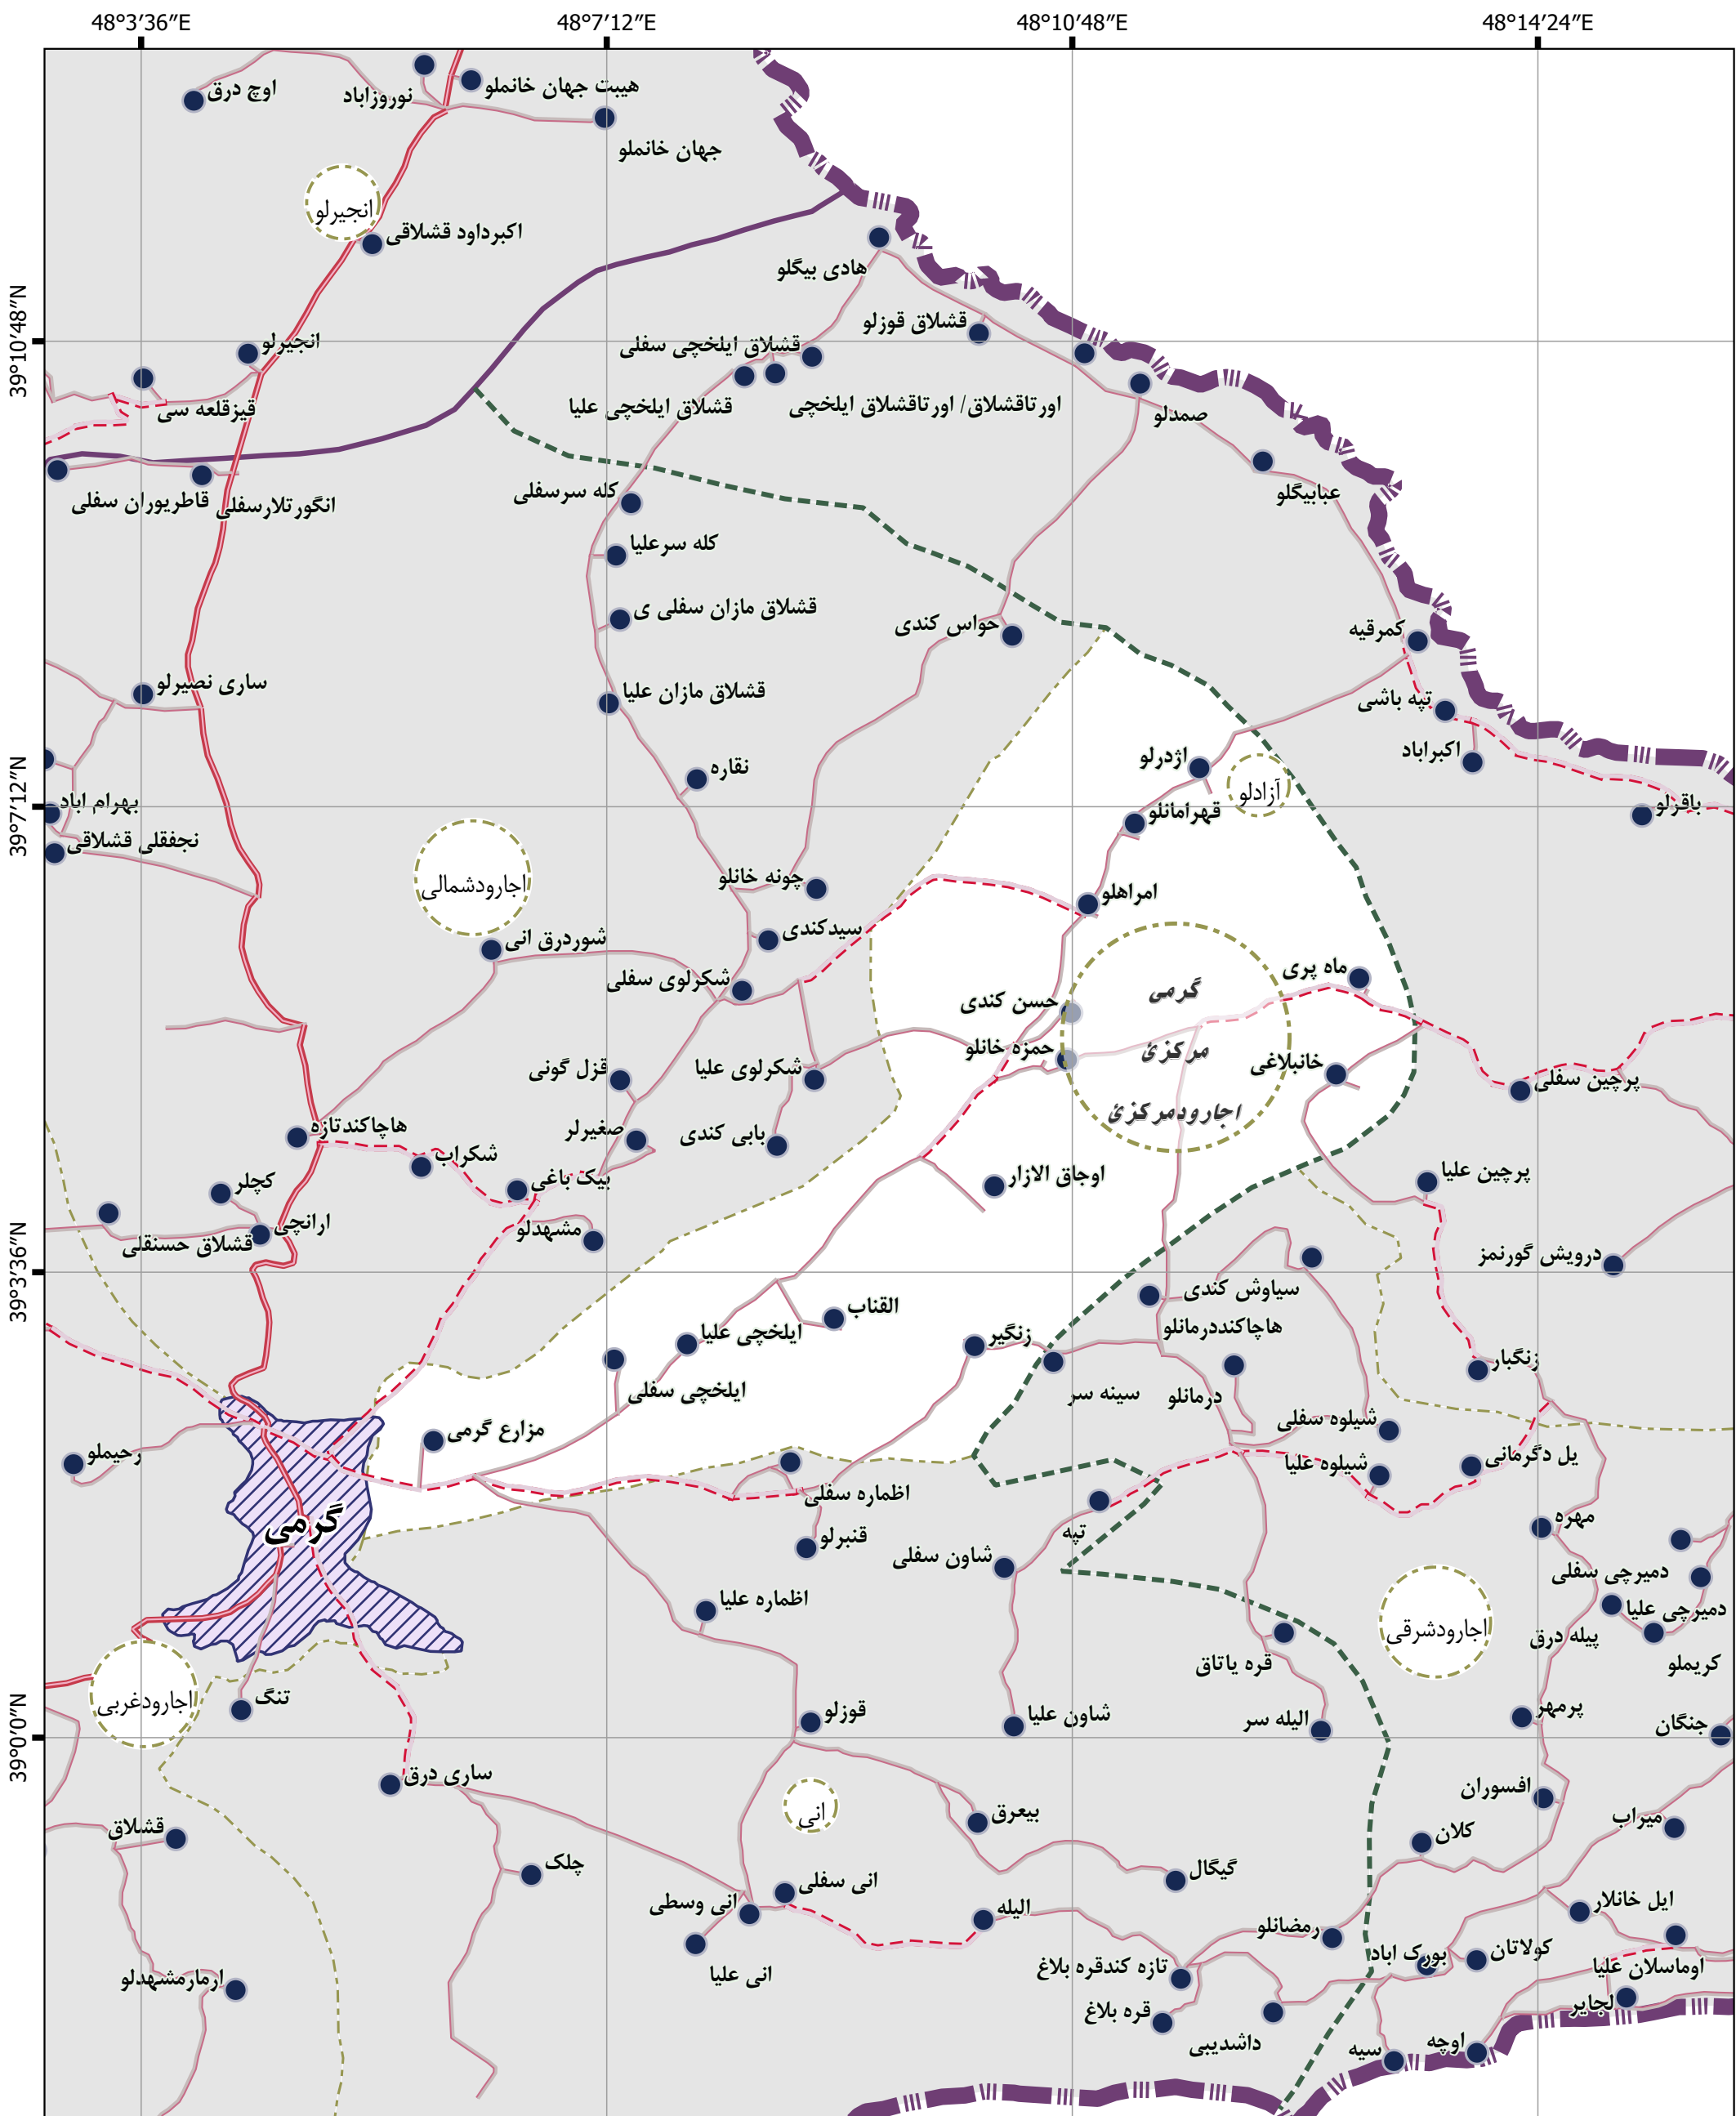 48°3′36″E
48°7′12″E
48°10′48″E
48°14′24″E
39°10′48″N
39°7′12″N
39°3′36″N
39°0′0″N
اوچ درق
نوروزاباد
هیبت جهان خانملو
جهان خانملو
انجیرلو
اکبرداود قشلاقی
هادی بیگلو
قشلاق قوزلو
انجیرلو
قشلاق ایلخچی سفلی
قیزقلعه سی
قشلاق ایلخچی علیا
اورتاقشلاق/ اورتاقشلاق ایلخچی
صمدلو
قاطریوران سفلی
انگورتلارسفلی
کله سرسفلی
عبابیگلو
کله سرعلیا
قشلاق مازان سفلی ی
حواس کندی
کمرقیه
ساری نصیرلو
قشلاق مازان علیا
تپه باشی
نقاره
اژدرلو
اکبراباد
آزادلو
بهرام اباد
قهرامانلو
باقرلو
نجفقلی قشلاقی
اجارودشمالی
چونه خانلو
امراهلو
شوردرق انی
سیدکندی
شکرلوی سفلی
ماه پری
حسن کندی
گرمی
حمزه خانلو
مرکزئ
قزل گونی
شکرلوی علیا
خانبلاغی
پرچین سفلی
اجارودمرکزئ
هاچاکندتازه
صغیرلر
بابی کندی
شکراب
بیک باغی
اوجاق الازار
پرچین علیا
کچلر
ارانچی
قشلاق حسنقلی
مشهدلو
درویش گورنمز
سیاوش کندی
القناب
هاچاکنددرمانلو
ایلخچی علیا
زنگیر
زنگبار
ایلخچی سفلی
سینه سر
درمانلو
شیلوه سفلی
مزارع گرمی
رحیملو
شیلوه علیا
یل دگرمانی
اظماره سفلی
گرمی
تپه
مهره
قنبرلو
شاون سفلی
دمیرچی سفلی
اظماره علیا
دمیرچی علیا
اجارودشرقی
پیله درق
قره یاتاق
کریملو
اجارودغربی
تنگ
قوزلو
شاون علیا
الیله سر
پرمهر
جنگان
ساری درق
انی
بیعرق
افسوران
میراب
قشلاق
کلان
چلک
گیگال
انی سفلی
انی وسطی
الیله
ایل خانلار
رمضانلو
انی علیا
تازه کندقره بلاغ
بورک اباد
کولاتان
اوماسلان علیا
ارمارمشهدلو
لجایر
قره بلاغ
داشدیبی
سیه
اوچه